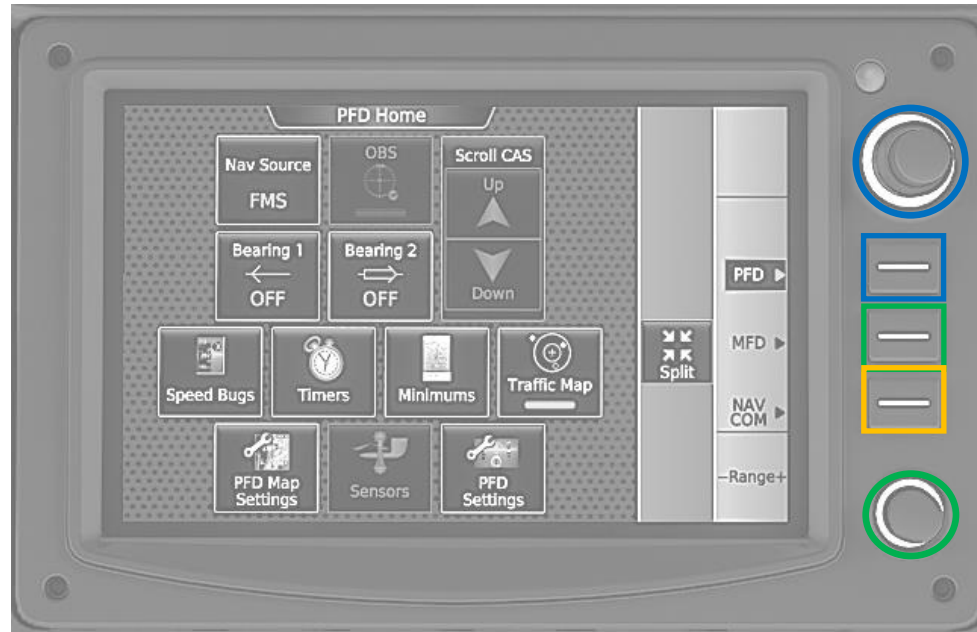 PFD Home
Nav Source
FMS
OBS
Scroll CAS
Up
Down
Bearing 1
OFF
Bearing 2
OFF
Speed Bugs
Timers
Minimums
Traffic Map
PFD Map
Settings
Sensors
PFD
Settings
Split
PFD
MFD
NAV
COM
−Range+